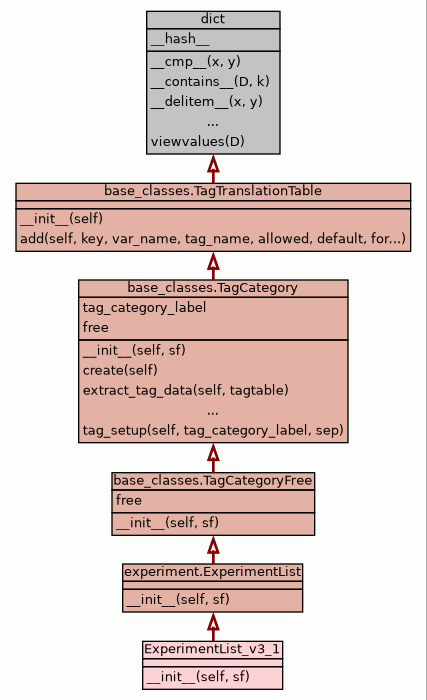 dict
__hash__
__cmp__(x, y)
__contains__(D, k)
__delitem__(x, y)
...
viewvalues(D)
base_classes.TagTranslationTable
__init__(self)
add(self, key, var_name, tag_name, allowed, default, for...)
base_classes.TagCategory
tag_category_label
free
__init__(self, sf)
create(self)
extract_tag_data(self, tagtable)
...
tag_setup(self, tag_category_label, sep)
base_classes.TagCategoryFree
free
__init__(self, sf)
experiment.ExperimentList
__init__(self, sf)
ExperimentList_v3_1
__init__(self, sf)